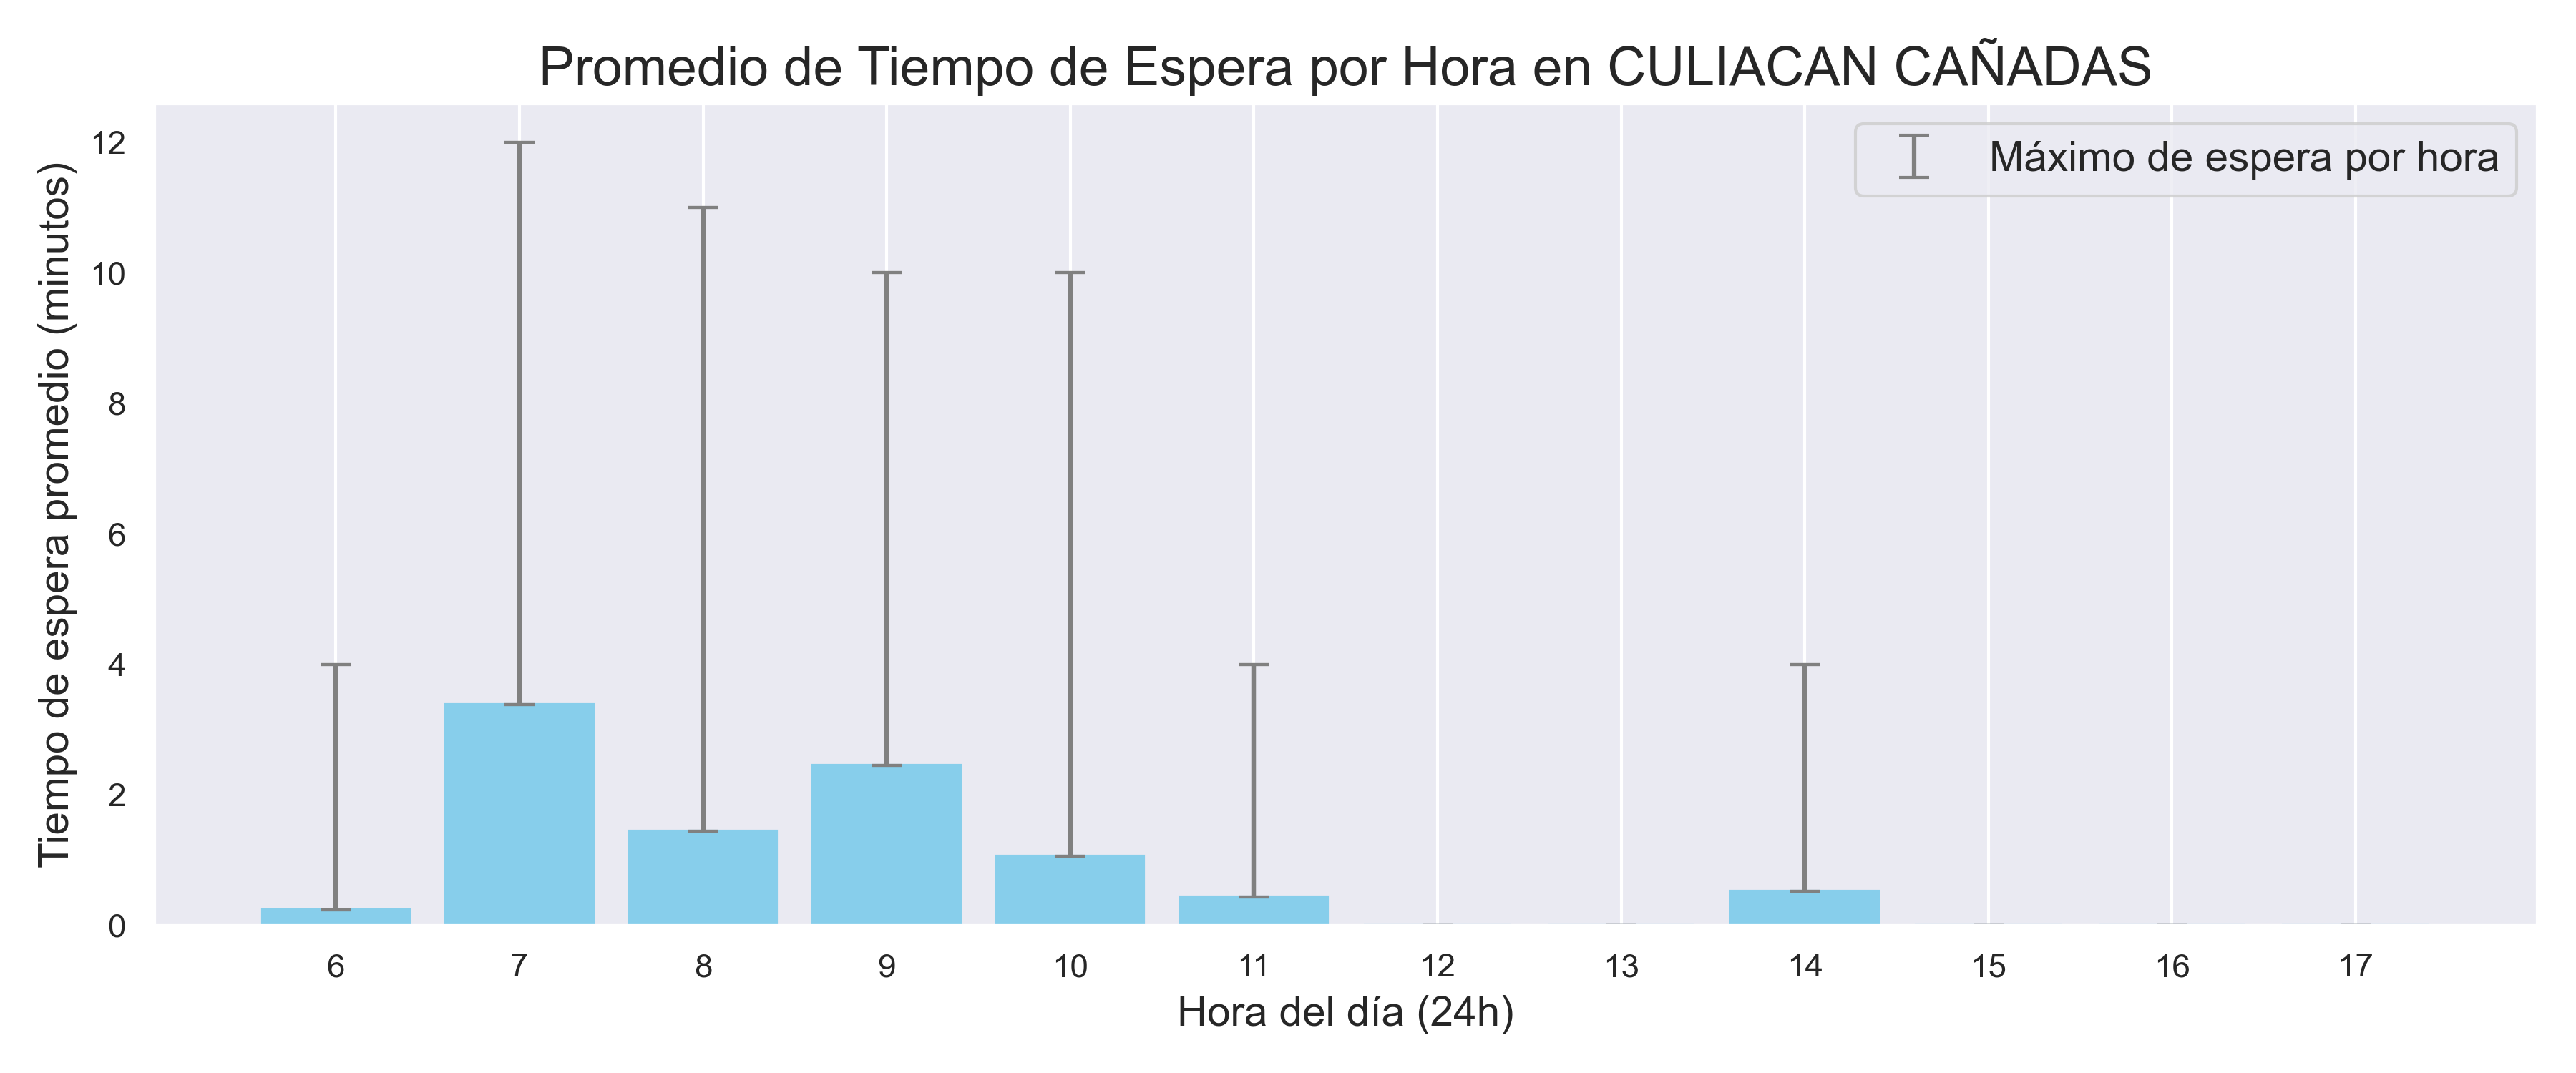 Promedio de Tiempo de Espera por Hora en CULIACAN CAÑADAS
Máximo de espera por hora
Tiempo de espera promedio (minutos)
12
10
8
6
4
2
0
6 7 8 9 10 11 12 13 14 15 16 17
Hora del día (24h)